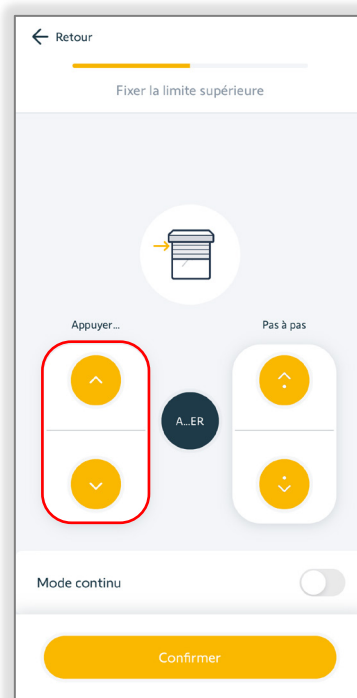 ← Retour
Fixer la limite supérieure
Appuyer...
Pas à pas
A...ER
Mode continu
Confirmer